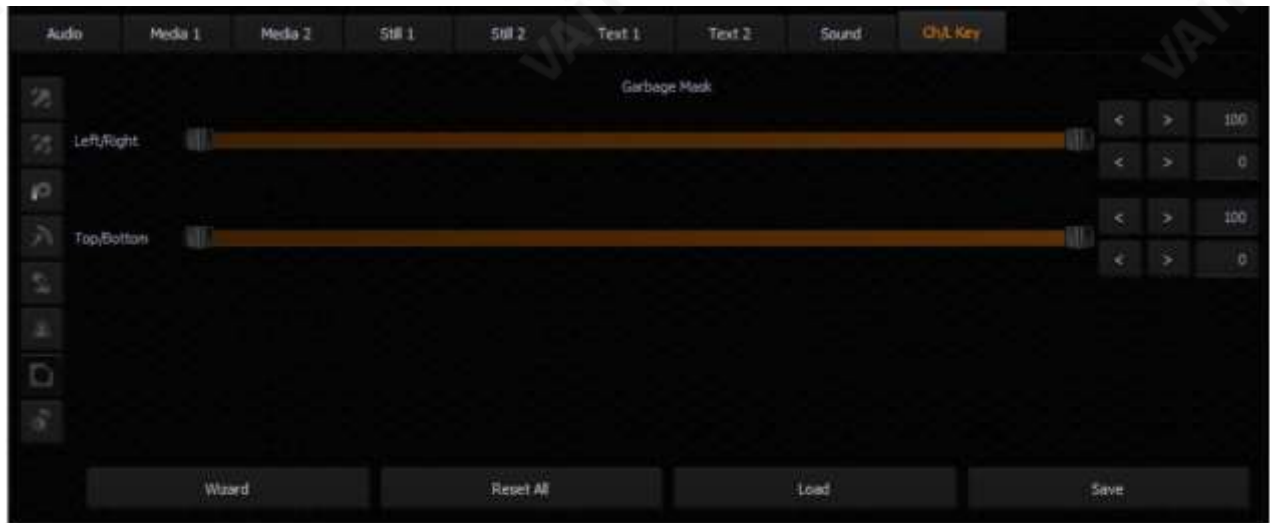 Audio Media 1 Media 2 Still 1 Still 2 Text 1 Text 2 Sound Ch/L Key
Garbage Mask
< > 100
Left/Right
< > 0
< > 100
Top/Bottom
< > 0
Wizard Reset All Load Save